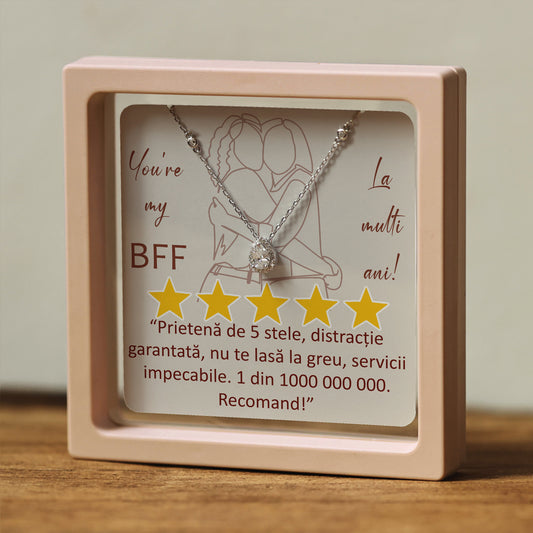 You're
my
BFF
La
multi
ani!
“Prietenă de 5 stele, distracție
garantată, nu te lasă la greu, servicii
impecabile. 1 din 1000 000 000.
Recomand!”